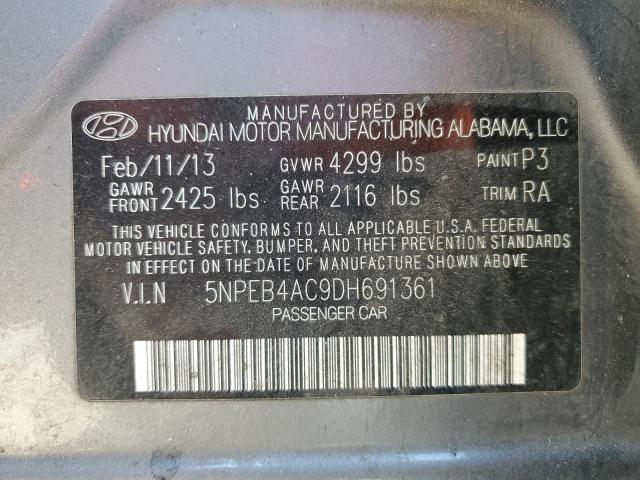 MANUFACTURED BY
HYUNDAI MOTOR MANUFACTURING ALABAMA, LLC
Feb/11/13 GVWR 4299 lbs PAINT P3
GAWR FRONT 2425 lbs GAWR REAR 2116 lbs TRIM RA
THIS VEHICLE CONFORMS TO ALL APPLICABLE U.S.A. FEDERAL
MOTOR VEHICLE SAFETY, BUMPER, AND THEFT PREVENTION STANDARDS
IN EFFECT ON THE DATE OF MANUFACTURE SHOWN ABOVE.
V.I.N 5NPEB4AC9DH691361
PASSENGER CAR